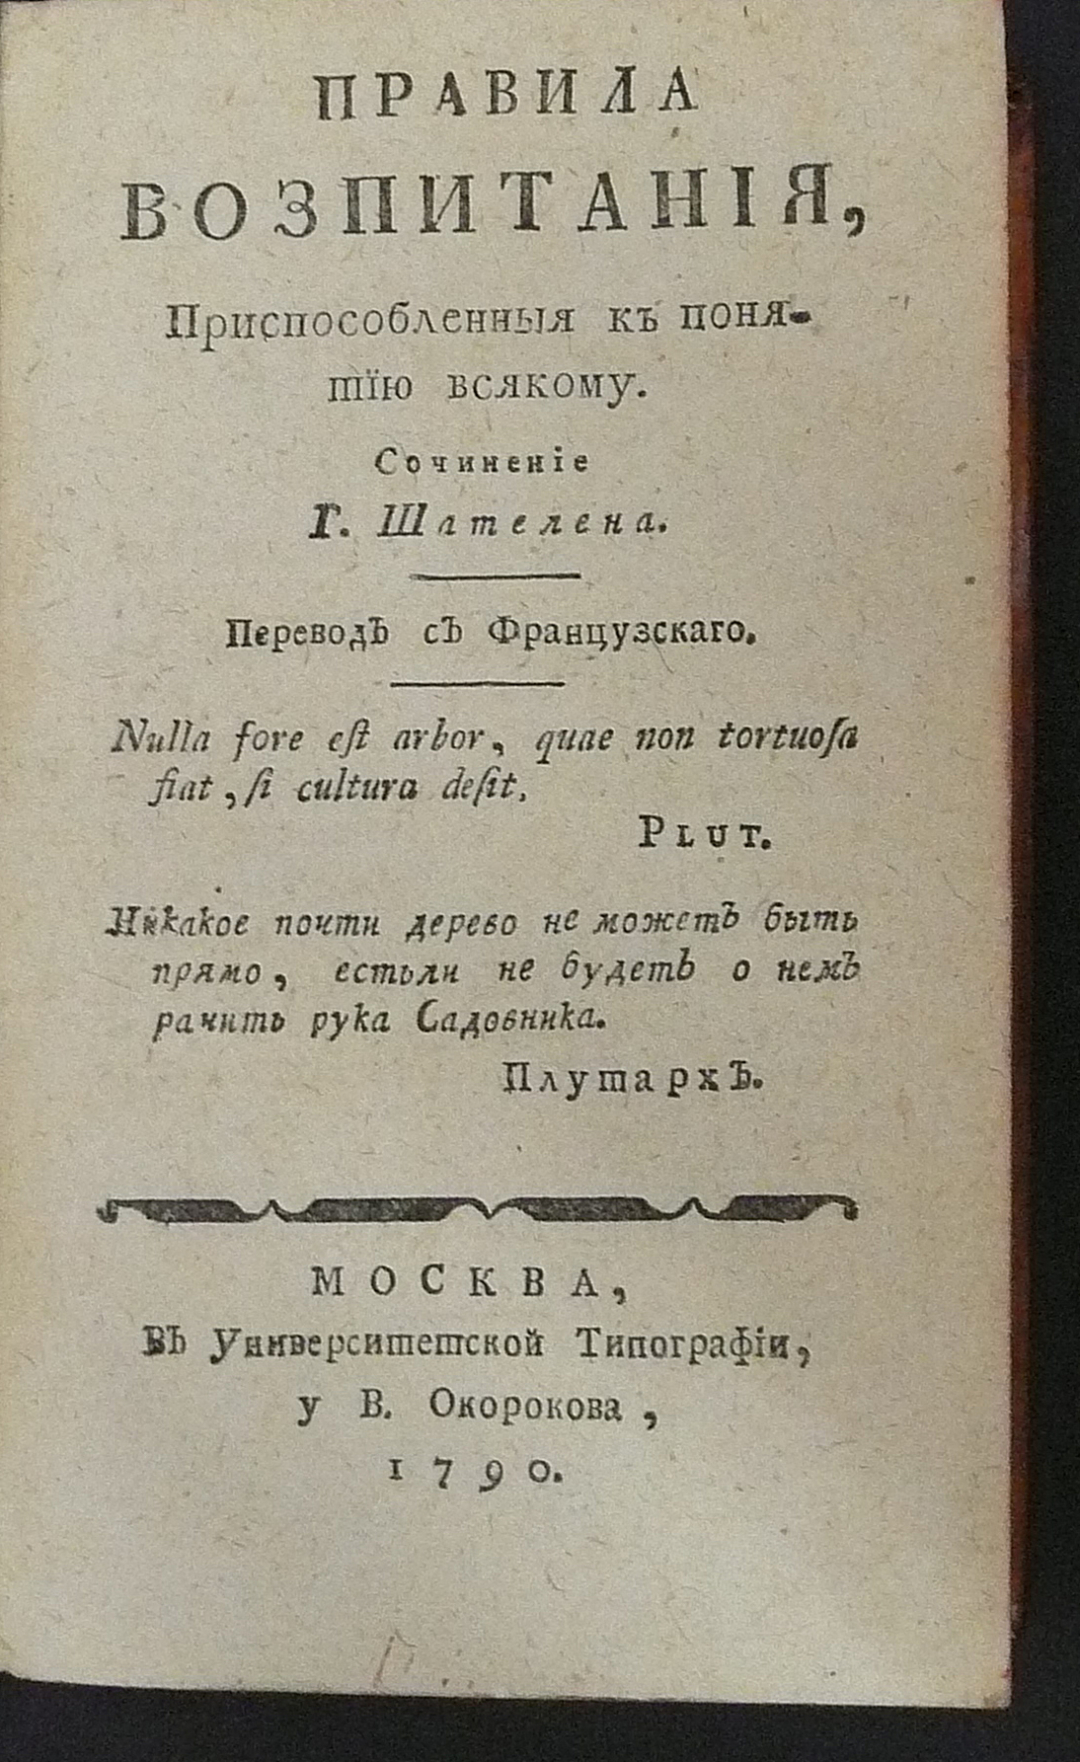 ПРАВИЛА
ВОЗПИТАНІЯ,
Приспособленныя къ поня-
тїю всякому.
Сочиненіе
Г. Шателена.
Переводъ съ Французскаго.
Nulla fore eſt arbor, quae non tortuoſa
fiat, ſi cultura deſit.
PLUT.
Никакое почти дерево не можетъ быть
прямо, естьли не будетъ о немъ
рачить рука Садовника.
Плутархъ.
МОСКВА,
Въ Университетской Типографіи,
у В. Окорокова,
1790.